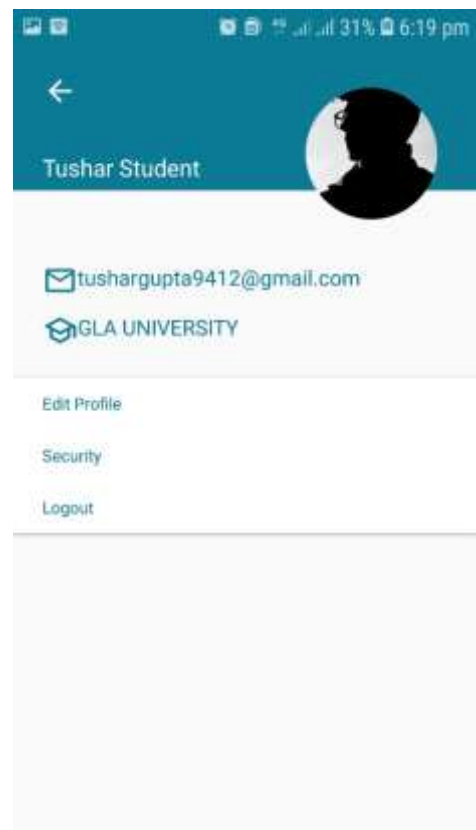 31% 6:19 pm
Tushar Student
tushargupta9412@gmail.com
GLA UNIVERSITY
Edit Profile
Security
Logout